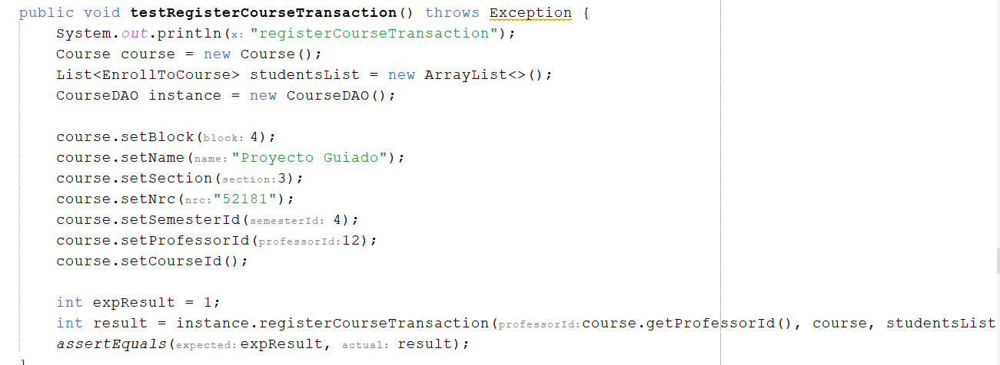 public void testRegisterCourseTransaction() throws Exception {
System.out.println(x: "registerCourseTransaction");
Course course = new Course();
List<EnrollToCourse> studentsList = new ArrayList<>();
CourseDAO instance = new CourseDAO();
course.setBlock(block: 4);
course.setName(name: "Proyecto Guiado");
course.setSection(section: 3);
course.setNrc(nrc: "52181");
course.setSemesterId(semesterId: 4);
course.setProfessorId(professorId: 12);
course.setCourseId();
int expResult = 1;
int result = instance.registerCourseTransaction(professorId: course.getProfessorId(), course, studentsList
assertEquals(expected: expResult, actual: result);
}